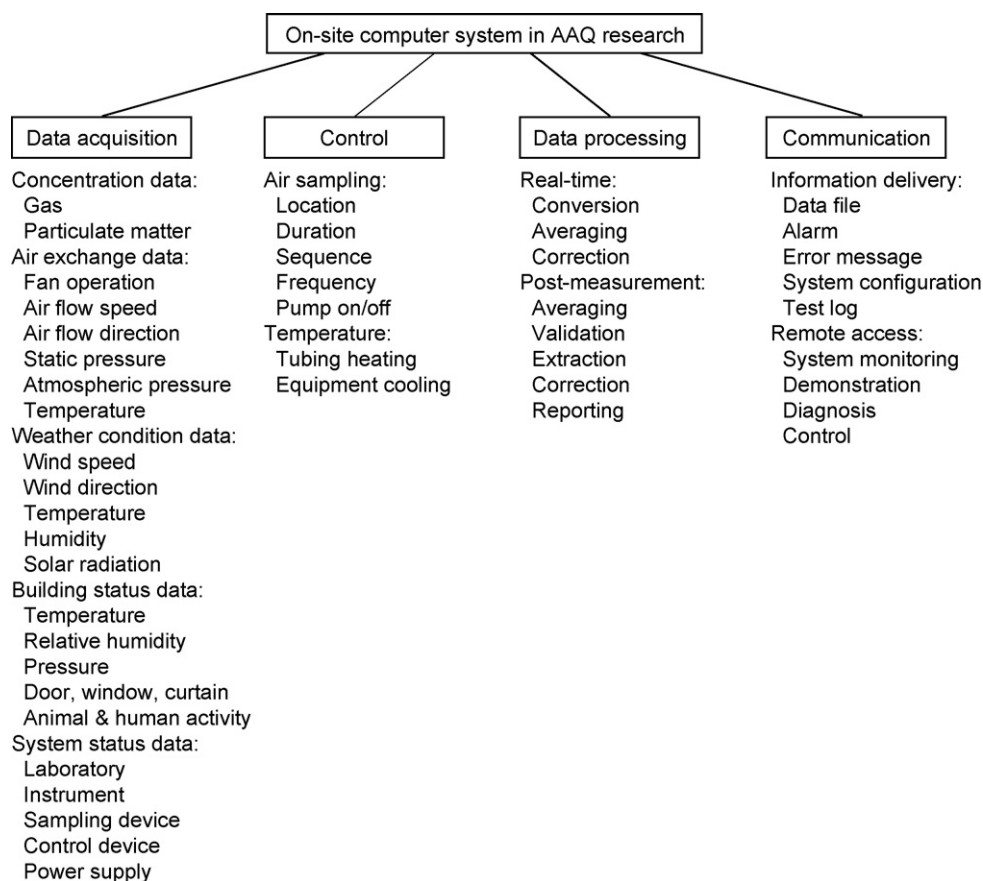 On-site computer system in AAQ research
Data acquisition
Concentration data:
Gas
Particulate matter
Air exchange data:
Fan operation
Air flow speed
Air flow direction
Static pressure
Atmospheric pressure
Temperature
Weather condition data:
Wind speed
Wind direction
Temperature
Humidity
Solar radiation
Building status data:
Temperature
Relative humidity
Pressure
Door, window, curtain
Animal & human activity
System status data:
Laboratory
Instrument
Sampling device
Control device
Power supply
Control
Air sampling:
Location
Duration
Sequence
Frequency
Pump on/off
Temperature:
Tubing heating
Equipment cooling
Data processing
Real-time:
Conversion
Averaging
Correction
Post-measurement:
Averaging
Validation
Extraction
Correction
Reporting
Communication
Information delivery:
Data file
Alarm
Error message
System configuration
Test log
Remote access:
System monitoring
Demonstration
Diagnosis
Control